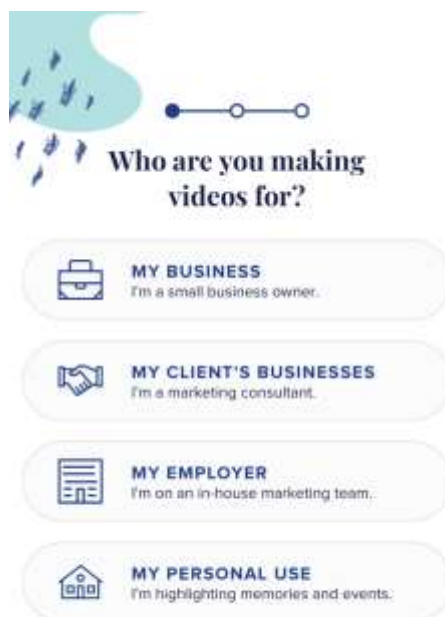 Who are you making
videos for?
MY BUSINESS
I'm a small business owner.
MY CLIENT'S BUSINESSES
I'm a marketing consultant.
MY EMPLOYER
I'm on an in-house marketing team.
MY PERSONAL USE
I'm highlighting memories and events.